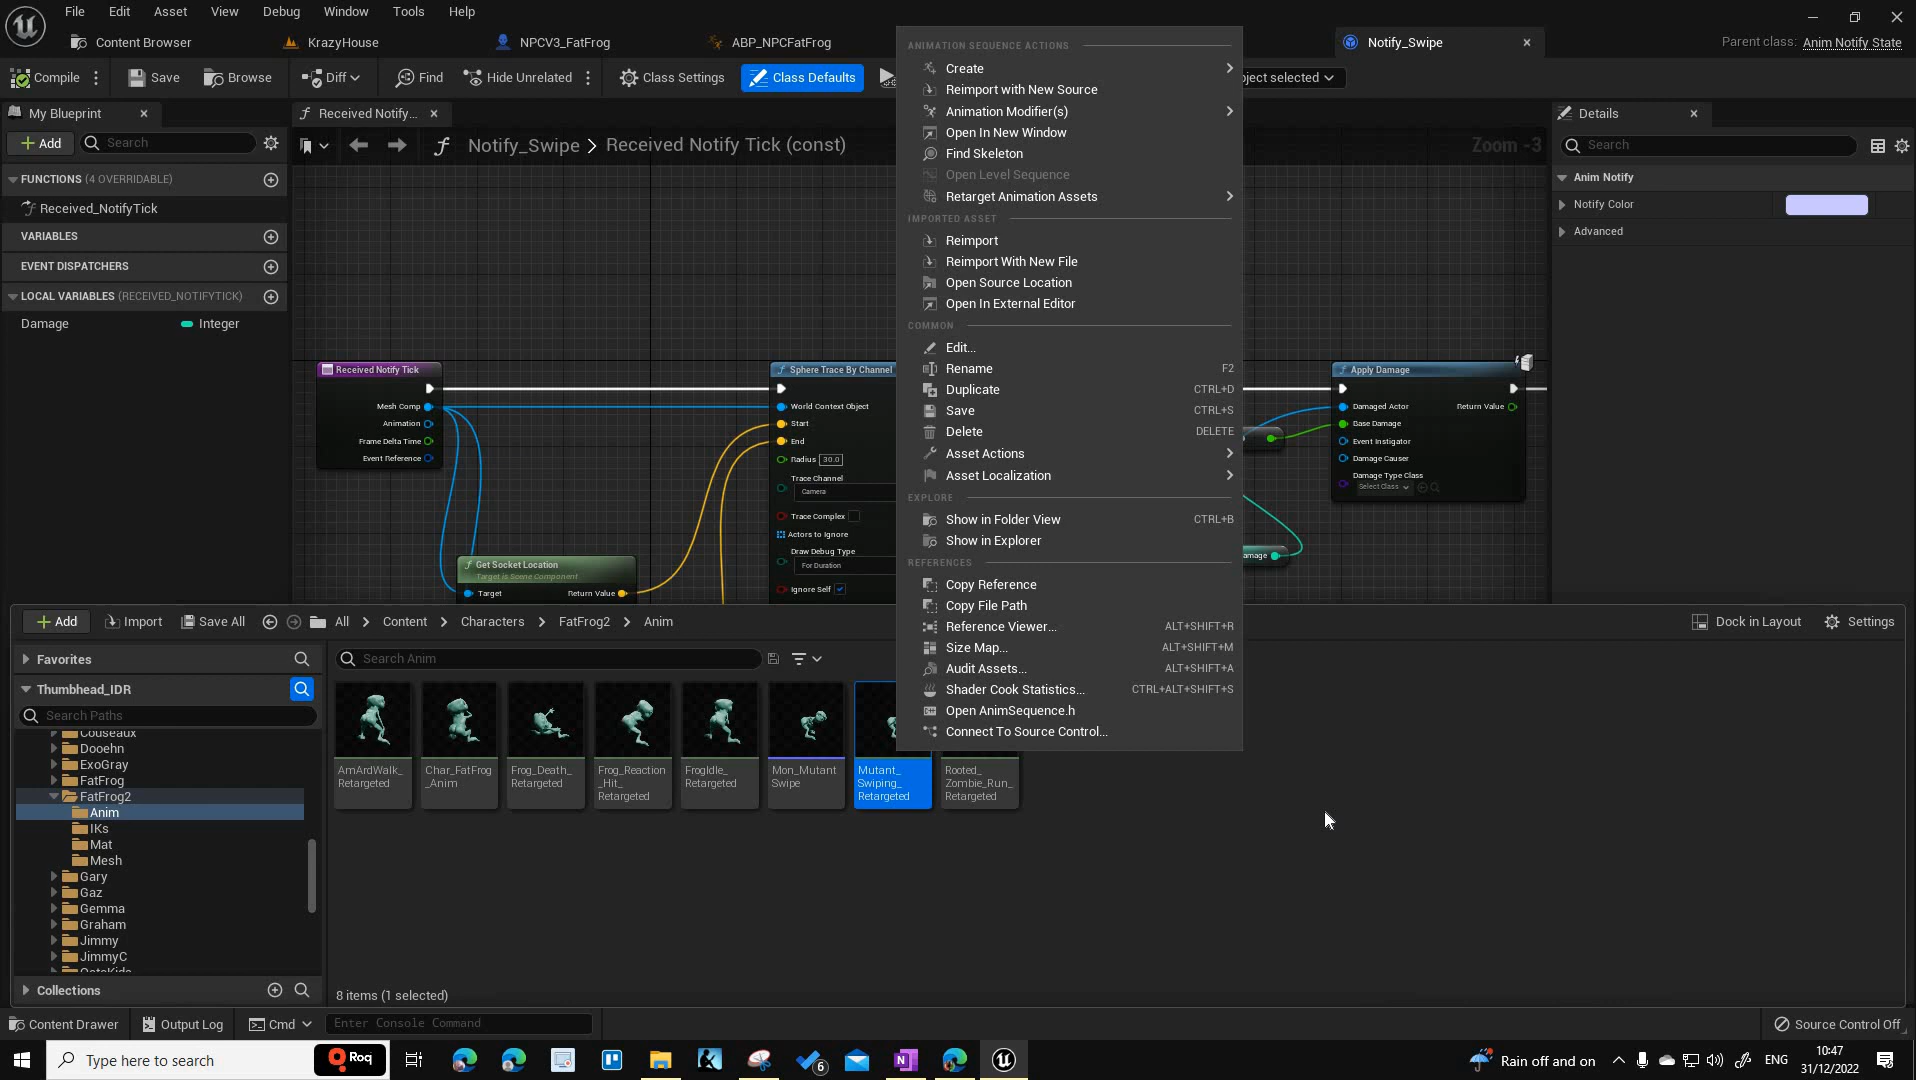 File Edit Asset View Debug Window Tools Help
Content Browser
KrazyHouse
NPCV3_FatFrog
ABP_NPCFatFrog
Notify_Swipe
Parent class: Anim Notify State
Compile
Save
Browse
Diff
Find
Hide Unrelated
Class Settings
Class Defaults
ject selected
My Blueprint
Add
Search
FUNCTIONS (4 OVERRIDABLE)
Received_NotifyTick
VARIABLES
EVENT DISPATCHERS
LOCAL VARIABLES (RECEIVED_NOTIFYTICK)
Damage
Integer
Received Notify...
Notify_Swipe > Received Notify Tick (const)
Zoom -3
Received Notify Tick
Mesh Comp
Animation
Frame Delta Time
Event Reference
Get Socket Location
Target is Scene Component
Target
Return Value
Sphere Trace By Channel
World Context Object
Start
End
Radius 30.0
Trace Channel
Camera
Trace Complex
Actors to Ignore
Draw Debug Type
For Duration
Ignore Self
amage
Apply Damage
Damaged Actor
Return Value
Base Damage
Event Instigator
Damage Causer
Damage Type Class
Select Class
ANIMATION SEQUENCE ACTIONS
Create
Reimport with New Source
Animation Modifier(s)
Open In New Window
Find Skeleton
Open Level Sequence
Retarget Animation Assets
IMPORTED ASSET
Reimport
Reimport With New File
Open Source Location
Open In External Editor
COMMON
Edit...
Rename F2
Duplicate CTRL+D
Save CTRL+S
Delete DELETE
Asset Actions
Asset Localization
EXPLORE
Show in Folder View CTRL+B
Show in Explorer
REFERENCES
Copy Reference
Copy File Path
Reference Viewer... ALT+SHIFT+R
Size Map... ALT+SHIFT+M
Audit Assets... ALT+SHIFT+A
Shader Cook Statistics... CTRL+ALT+SHIFT+S
Open AnimSequence.h
Connect To Source Control...
Details
Search
Anim Notify
Notify Color
Advanced
Add
Import
Save All
All > Content > Characters > FatFrog2 > Anim
Dock in Layout
Settings
Favorites
Thumbhead_IDR
Search Paths
Couseaux
Dooehn
ExoGray
FatFrog
FatFrog2
Anim
IKs
Mat
Mesh
Gary
Gaz
Gemma
Graham
Jimmy
JimmyC
Collections
Search Anim
AmArdWalk_
Retargeted
Char_FatFrog
_Anim
Frog_Death_
Retargeted
Frog_Reaction
_Hit_
Retargeted
FrogIdle_
Retargeted
Mon_Mutant
Swipe
Mutant_
Swiping_
Retargeted
Rooted_
Zombie_Run_
Retargeted
8 items (1 selected)
Content Drawer
Output Log
Cmd
Enter Console Command
Source Control Off
Type here to search
Roq
6
Rain off and on
ENG
10:47
31/12/2022